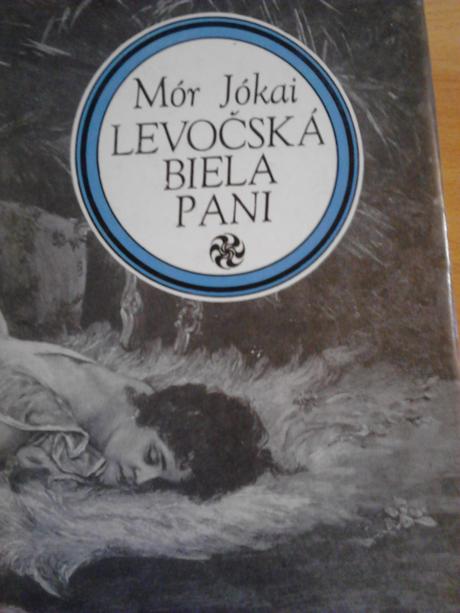 Mór Jókai
LEVOČSKÁ
BIELA
PANI